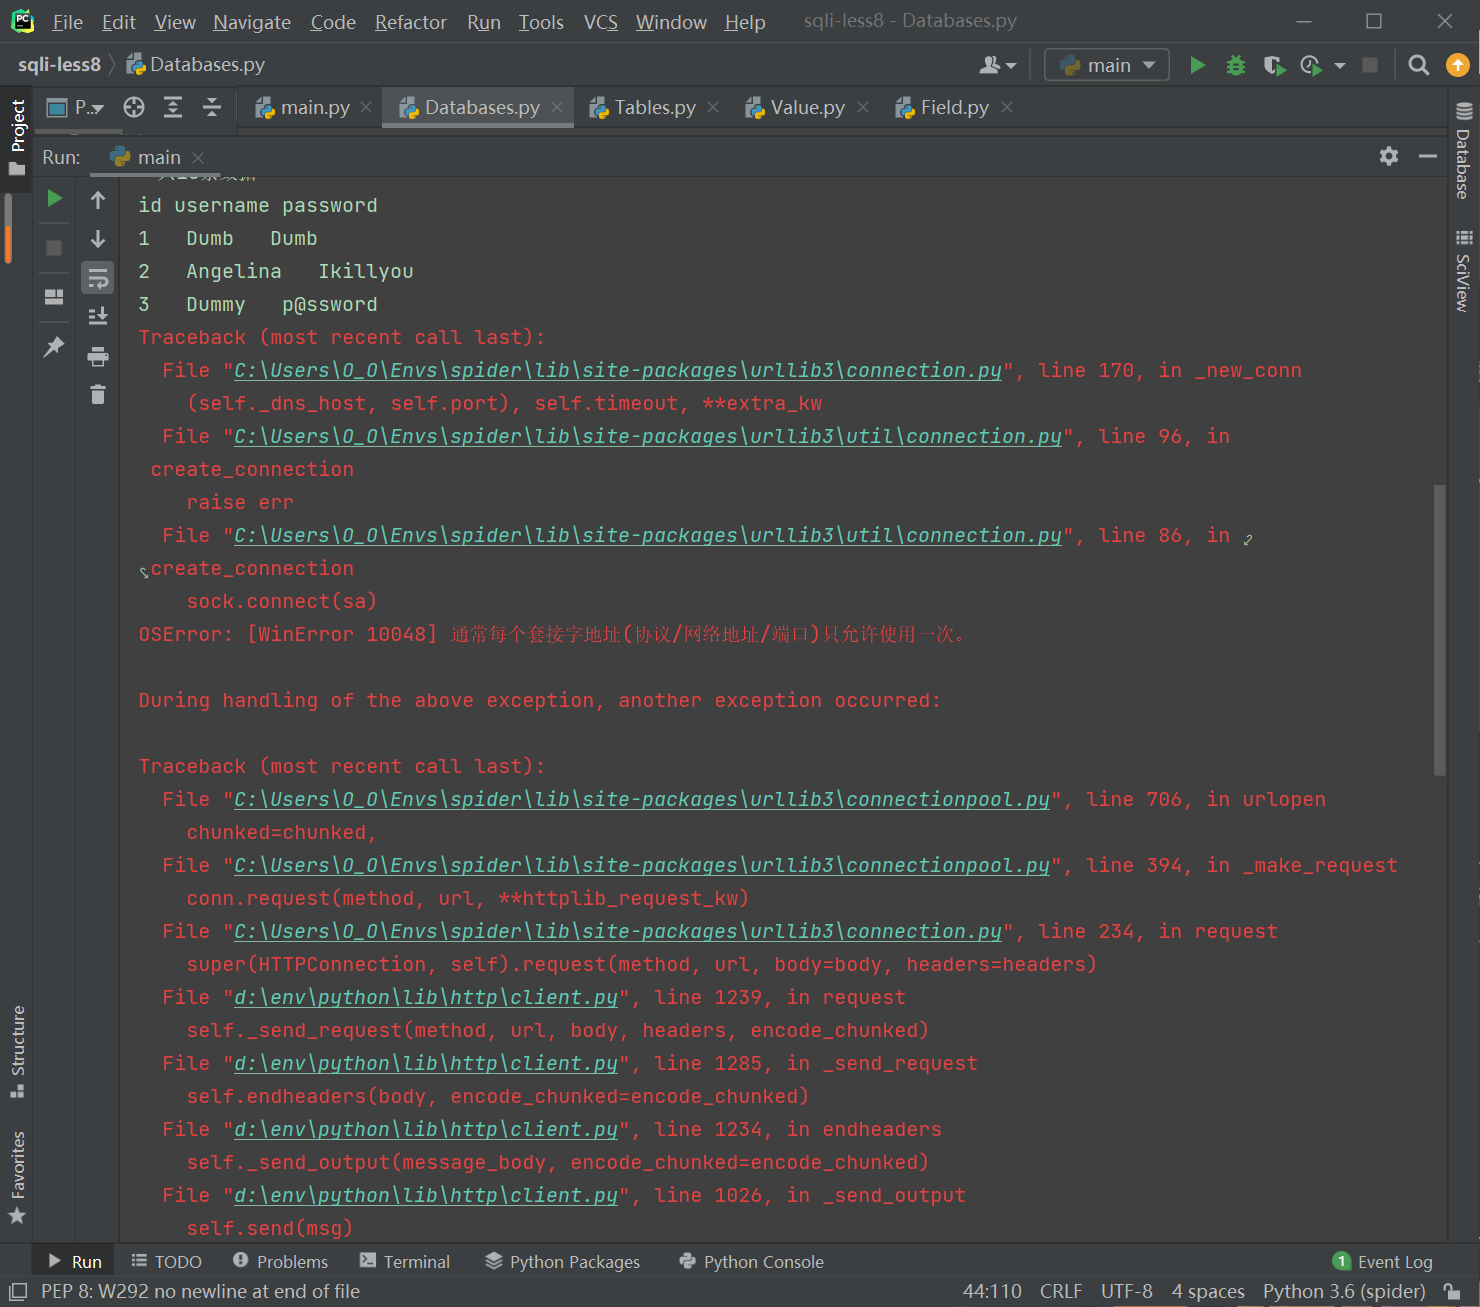 File Edit View Navigate Code Refactor Run Tools VCS Window Help sqli-less8 - Databases.py
sqli-less8 Databases.py main
Project P.. main.py Databases.py Tables.py Value.py Field.py
Run: main
id username password
1 Dumb Dumb
2 Angelina Ikillyou
3 Dummy p@ssword
Traceback (most recent call last):
File "C:\Users\O_O\Envs\spider\lib\site-packages\urllib3\connection.py", line 170, in _new_conn
(self._dns_host, self.port), self.timeout, **extra_kw
File "C:\Users\O_O\Envs\spider\lib\site-packages\urllib3\util\connection.py", line 96, in
create_connection
raise err
File "C:\Users\O_O\Envs\spider\lib\site-packages\urllib3\util\connection.py", line 86, in
create_connection
sock.connect(sa)
OSError: [WinError 10048] 通常每个套接字地址(协议/网络地址/端口)只允许使用一次。
During handling of the above exception, another exception occurred:
Traceback (most recent call last):
File "C:\Users\O_O\Envs\spider\lib\site-packages\urllib3\connectionpool.py", line 706, in urlopen
chunked=chunked,
File "C:\Users\O_O\Envs\spider\lib\site-packages\urllib3\connectionpool.py", line 394, in _make_request
conn.request(method, url, **httplib_request_kw)
File "C:\Users\O_O\Envs\spider\lib\site-packages\urllib3\connection.py", line 234, in request
super(HTTPConnection, self).request(method, url, body=body, headers=headers)
File "d:\env\python\lib\http\client.py", line 1239, in request
self._send_request(method, url, body, headers, encode_chunked)
File "d:\env\python\lib\http\client.py", line 1285, in _send_request
self.endheaders(body, encode_chunked=encode_chunked)
File "d:\env\python\lib\http\client.py", line 1234, in endheaders
self._send_output(message_body, encode_chunked=encode_chunked)
File "d:\env\python\lib\http\client.py", line 1026, in _send_output
self.send(msg)
Database
SciView
Structure
Favorites
Run TODO Problems Terminal Python Packages Python Console 1 Event Log
PEP 8: W292 no newline at end of file 44:110 CRLF UTF-8 4 spaces Python 3.6 (spider)